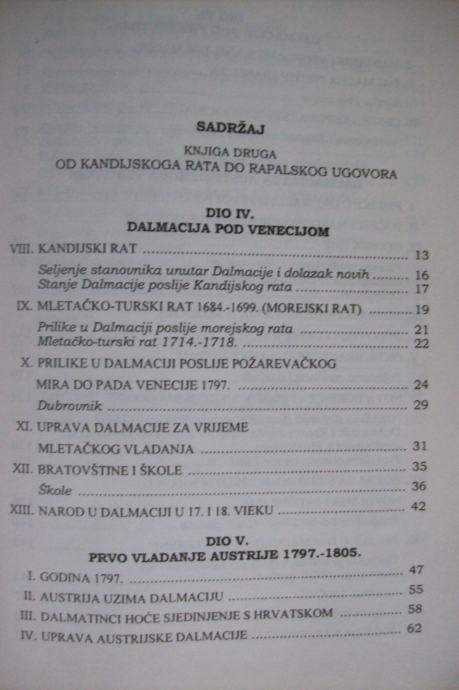 SADRŽAJ
KNJIGA DRUGA
OD KANDIJSKOGA RATA DO RAPALSKOG UGOVORA
DIO IV.
DALMACIJA POD VENECIJOM
VIII. KANDIJSKI RAT ........ 13
Seljenje stanovnika unutar Dalmacije i dolazak novih ........ 16
Stanje Dalmacije poslije Kandijskog rata ........ 17
IX. MLETAČKO-TURSKI RAT 1684.-1699. (MOREJSKI RAT) ........ 19
Prilike u Dalmaciji poslije morejskog rata ........ 21
Mletačko-turski rat 1714.-1718. ........ 22
X. PRILIKE U DALMACIJI POSLIJE POŽAREVAČKOG
MIRA DO PADA VENECIJE 1797. ........ 24
Dubrovnik ........ 29
XI. UPRAVA DALMACIJE ZA VRIJEME
MLETAČKOG VLADANJA ........ 31
XII. BRATOVŠTINE I ŠKOLE ........ 35
Škole ........ 36
XIII. NAROD U DALMACIJI U 17. I 18. VIEKU ........ 42
DIO V.
PRVO VLADANJE AUSTRIJE 1797.-1805.
I. GODINA 1797. ........ 47
II. AUSTRIJA UZIMA DALMACIJU ........ 55
III. DALMATINCI HOĆE SJEDINJENJE S HRVATSKOM ........ 58
IV. UPRAVA AUSTRIJSKE DALMACIJE ........ 62